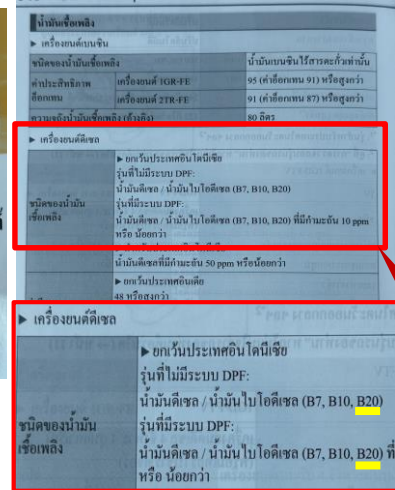 น้ำมันเชื้อเพลิง
▶ เครื่องยนต์เบนซิน
ชนิดของน้ำมันเชื้อเพลิง น้ำมันเบนซินไร้สารตะกั่วเท่านั้น
ค่าประสิทธิภาพ เครื่องยนต์ 1GR-FE 95 (ค่าอ็อกเทน 91) หรือสูงกว่า
อ็อกเทน เครื่องยนต์ 2TR-FE 91 (ค่าอ็อกเทน 87) หรือสูงกว่า
ความจุถังน้ำมันเชื้อเพลิง (อ้างอิง) 80 ลิตร
▶ เครื่องยนต์ดีเซล
▶ ยกเว้นประเทศอินโดนีเซีย
รุ่นที่ไม่มีระบบ DPF:
น้ำมันดีเซล / น้ำมันไบโอดีเซล (B7, B10, B20)
ชนิดของน้ำมัน รุ่นที่มีระบบ DPF:
เชื้อเพลิง น้ำมันดีเซล / น้ำมันไบโอดีเซล (B7, B10, B20) ที่มีกำมะถัน 10 ppm
หรือ น้อยกว่า
น้ำมันดีเซลที่มีกำมะถัน 50 ppm หรือน้อยกว่า
▶ ยกเว้นประเทศอินเดีย
48 หรือสูงกว่า
▶ เครื่องยนต์ดีเซล
▶ ยกเว้นประเทศอินโดนีเซีย
รุ่นที่ไม่มีระบบ DPF:
น้ำมันดีเซล / น้ำมันไบโอดีเซล (B7, B10, B20)
ชนิดของน้ำมัน รุ่นที่มีระบบ DPF:
เชื้อเพลิง น้ำมันดีเซล / น้ำมันไบโอดีเซล (B7, B10, B20) ที่
หรือ น้อยกว่า